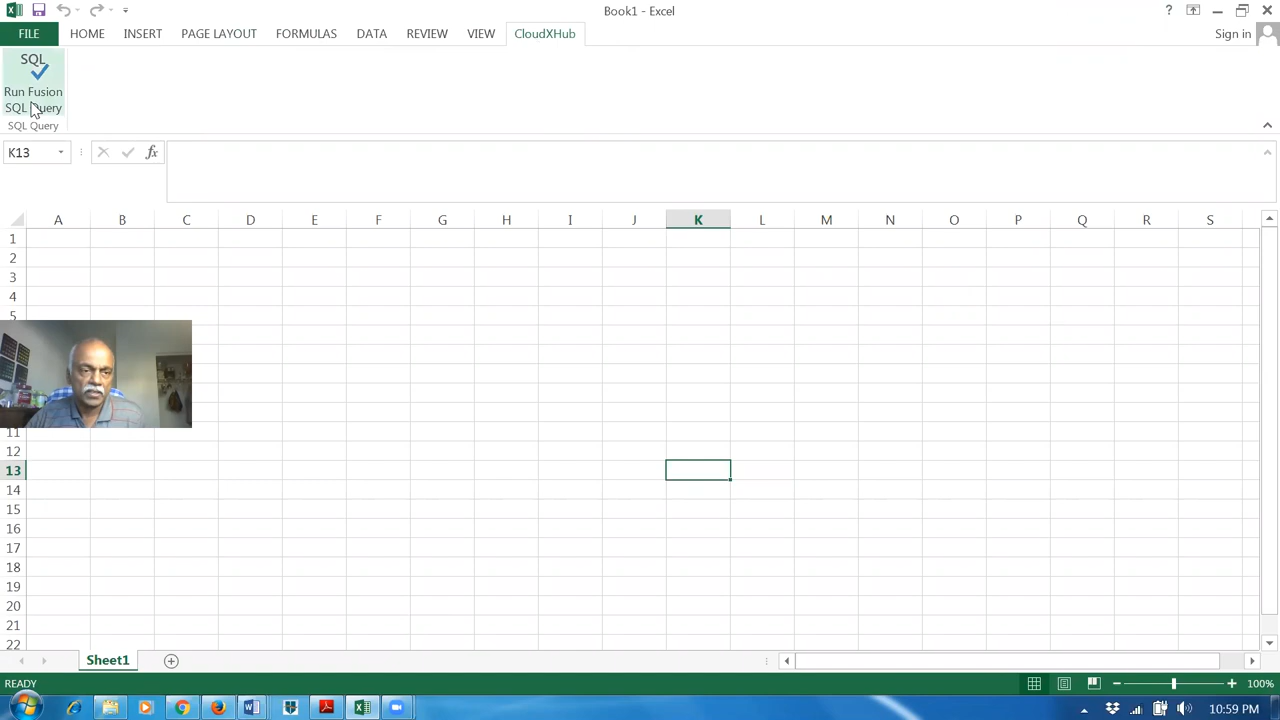 Book1 - Excel
?
FILE HOME INSERT PAGE LAYOUT FORMULAS DATA REVIEW VIEW CloudXHub Sign in
SQL
Run Fusion
SQL Query
SQL Query
K13 fx
A B C D E F G H I J K L M N O P Q R S
1
2
3
4
5
11
12
13
14
15
16
17
18
19
20
21
22
Sheet1
READY 100%
10:59 PM